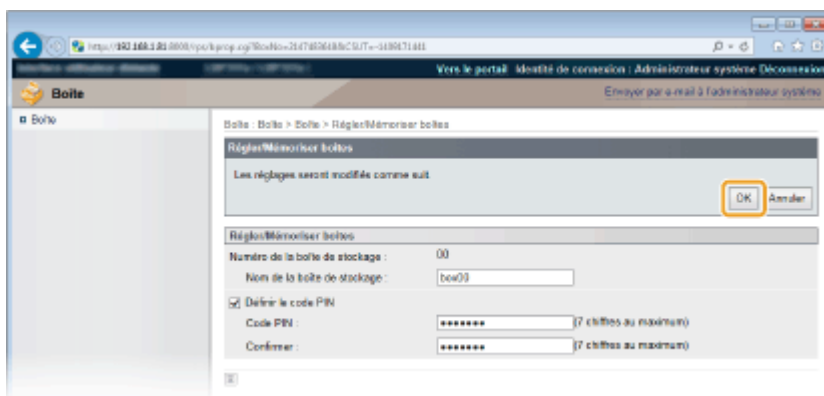 Vers le portail Identité de connexion : Administrateur système Déconnexion
Boîte
Envoyer par e-mail à l'administrateur système
Boîte
Boîte : Boîte > Boîte > Régler/Mémoriser boîtes
Régler/Mémoriser boîtes
Les réglages seront modifiés comme suit
OK Annuler
Régler/Mémoriser boîtes
Numéro de la boîte de stockage : 00
Nom de la boîte de stockage :
Définir le code PIN
Code PIN : ••••••• (7 chiffres au maximum)
Confirmer : ••••••• (7 chiffres au maximum)